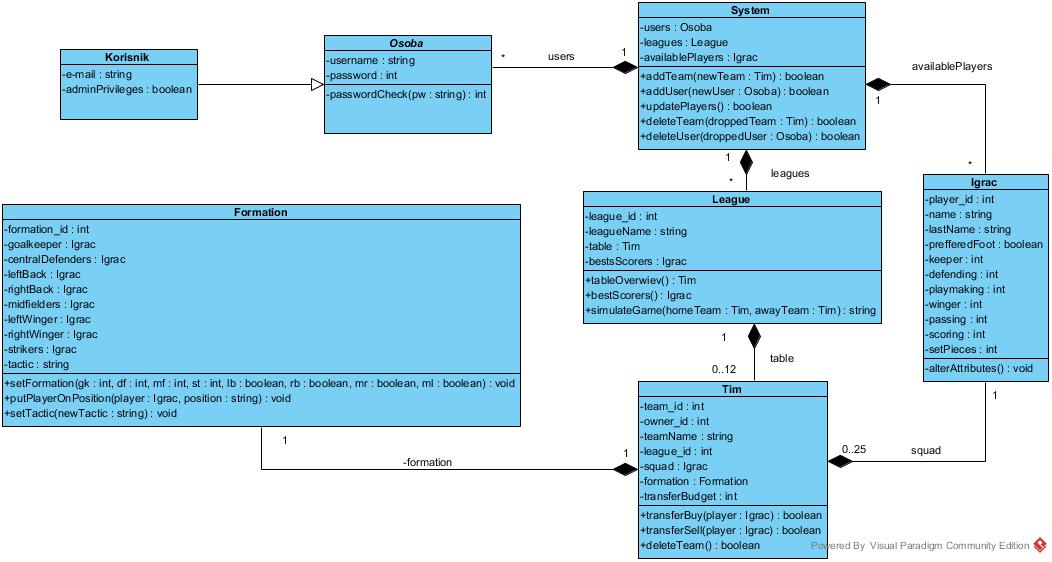 System
-users : Osoba
-leagues : League
-availablePlayers : Igrac
+addTeam(newTeam : Tim) : boolean
+addUser(newUser : Osoba) : boolean
+updatePlayers() : boolean
+deleteTeam(droppedTeam : Tim) : boolean
+deleteUser(droppedUser : Osoba) : boolean
Korisnik
-e-mail : string
-adminPrivileges : boolean
Osoba
-username : string
-password : int
-passwordCheck(pw : string) : int
*
users
1
availablePlayers
1
*
1
leagues
*
Igrac
-player_id : int
-name : string
-lastName : string
-prefferedFoot : boolean
-keeper : int
-defending : int
-playmaking : int
-winger : int
-passing : int
-scoring : int
-setPieces : int
-alterAttributes() : void
League
-league_id : int
-leagueName : string
-table : Tim
-bestsScorers : Igrac
+tableOverwiev() : Tim
+bestScorers() : Igrac
+simulateGame(homeTeam : Tim, awayTeam : Tim) : string
Formation
-formation_id : int
-goalkeeper : Igrac
-centralDefenders : Igrac
-leftBack : Igrac
-rightBack : Igrac
-midfielders : Igrac
-leftWinger : Igrac
-rightWinger : Igrac
-strikers : Igrac
-tactic : string
+setFormation(gk : int, df : int, mf : int, st : int, lb : boolean, rb : boolean, mr : boolean, ml : boolean) : void
+putPlayerOnPosition(player : Igrac, position : string) : void
+setTactic(newTactic : string) : void
1
table
0..12
Tim
-team_id : int
-owner_id : int
-teamName : string
-league_id : int
-squad : Igrac
-formation : Formation
-transferBudget : int
+transferBuy(player : Igrac) : boolean
+transferSell(player : Igrac) : boolean
+deleteTeam() : boolean
1
-formation
1
0..25
squad
1
Powered By Visual Paradigm Community Edition